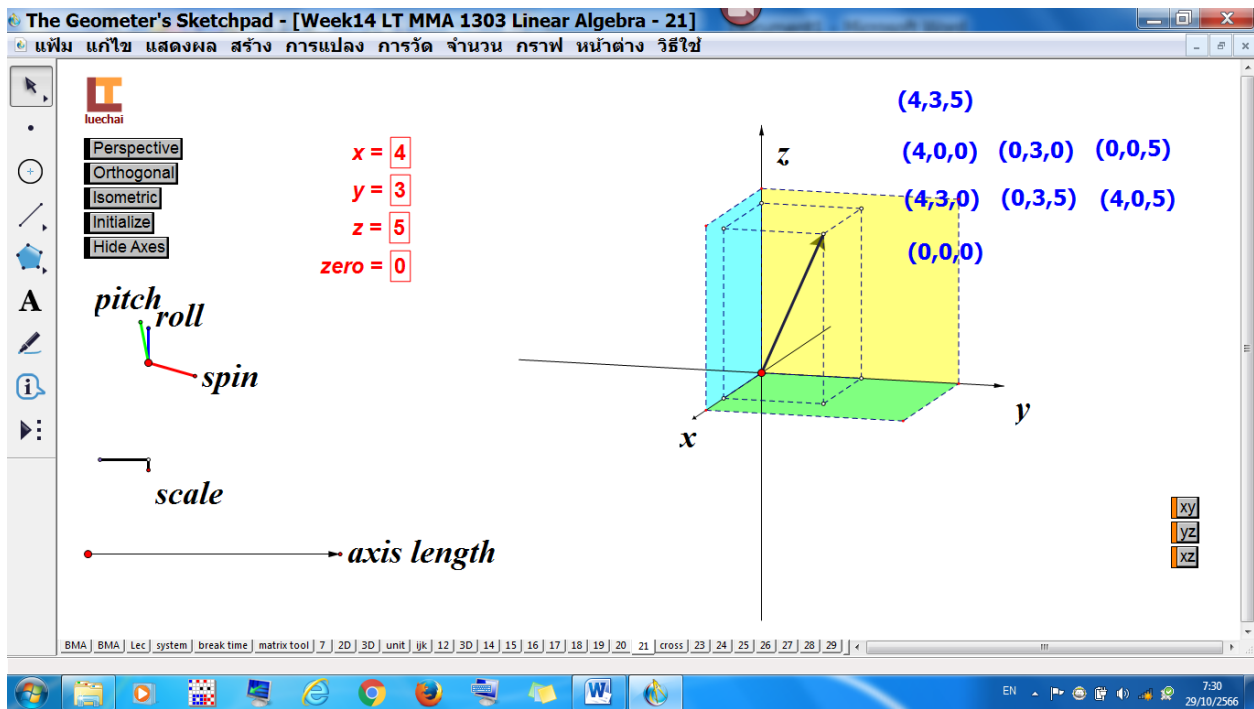 The Geometer's Sketchpad - [Week14 LT MMA 1303 Linear Algebra - 21]
แฟ้ม แก้ไข แสดงผล สร้าง การแปลง การวัด จำนวน กราฟ หน้าต่าง วิธีใช้
LT
luechai
Perspective
Orthogonal
Isometric
Initialize
Hide Axes
x = 4
y = 3
z = 5
zero = 0
pitch
roll
spin
scale
axis length
A
z
y
x
(4,3,5)
(4,0,0) (0,3,0) (0,0,5)
(4,3,0) (0,3,5) (4,0,5)
(0,0,0)
xy
yz
xz
BMA BMA Lec system break time matrix tool 7 2D 3D unit ijk 12 3D 14 15 16 17 18 19 20 21 cross 23 24 25 26 27 28 29
EN
7:30
29/10/2566